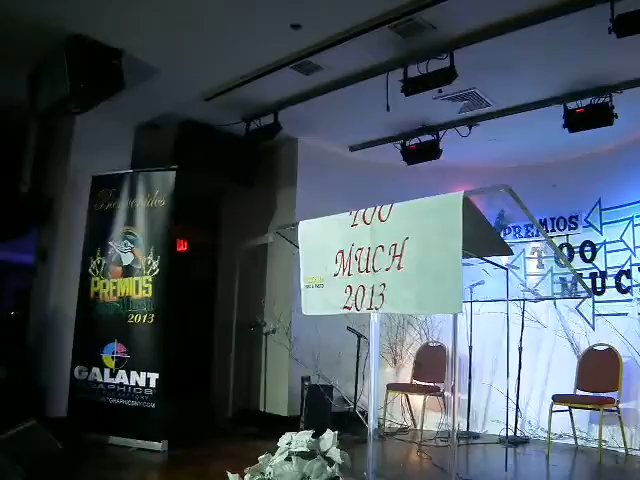 Bienvenidos
PREMIOS
2013
GALANT
GRAPHICS
TOO
MUCH
2013
PREMIOS
TOO
MUCH